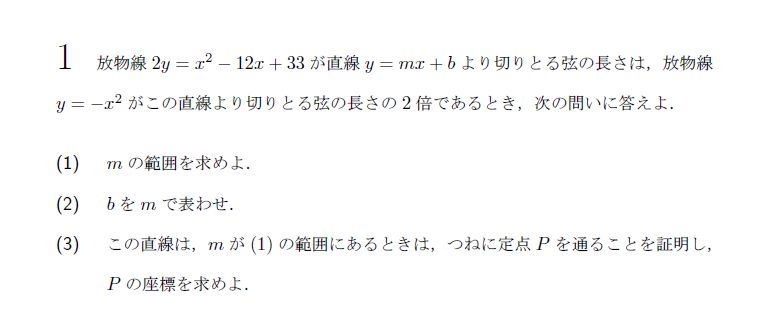 1 放物線 2y = x² − 12x + 33 が直線 y = mx + b より切りとる弦の長さは，放物線
y = −x² がこの直線より切りとる弦の長さの 2 倍であるとき，次の問いに答えよ．
(1) m の範囲を求めよ．
(2) b を m で表わせ．
(3) この直線は，m が (1) の範囲にあるときは，つねに定点 P を通ることを証明し，
P の座標を求めよ．